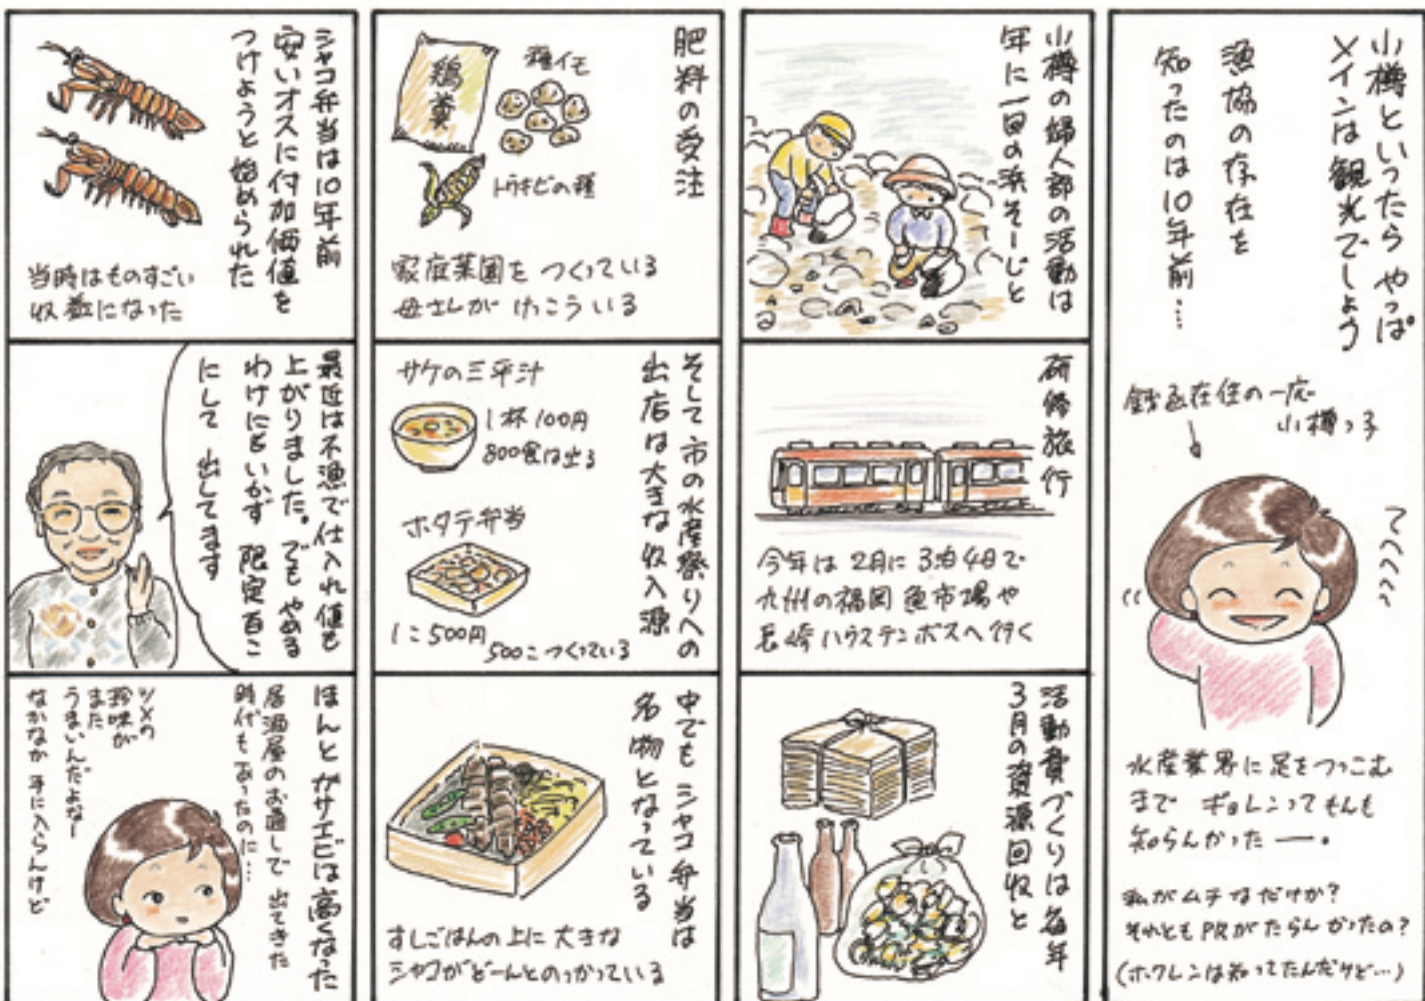 小樽といったら やっぱ
メインは観光でしょう
漁協の存在を
知ったのは10年前…
銭函在住の一応
小樽っ子
水産業界に足をつっこむ
まで ギョレンってもんも
知らんかったー。
私がムチなだけか?
それともPRがたらんかったの?
(ホクレンは知ってたんだけど…)
小樽の婦人部の活動は
年に一回の浜そーじと
研修旅行
今年は 2月に 3泊4日で
九州の福岡 魚市場や
長崎ハウステンボスへ行く
活動費づくりは毎年
3月の資源回収と
肥料の受注
鶏糞
種イモ
トウキビの種
家庭菜園を つくっている
母さんが けっこういる
そして市の水産祭りへの
出店は大きな収入源
サケの三平汁
1杯100円
800食は出る
ホタテ弁当
1こ500円
500こつくっている
中でもシャコ弁当は
名物となっている
すしごはんの上に大きな
シャコがどーんとのっかっている
シャコ弁当は10年前
安いオスに付加価値を
つけようと始められた
当時はものすごい
収益になった
最近は不漁で仕入れ値も
上がりました。でもやめる
わけにもいかず 限定百こ
にして 出してます
ほんとガサエビは高くなった
居酒屋のお通しで出てきた
時代もあったのに…
ツメの
珍味が
また
うまいんだよなー
なかなか手に入らんけど